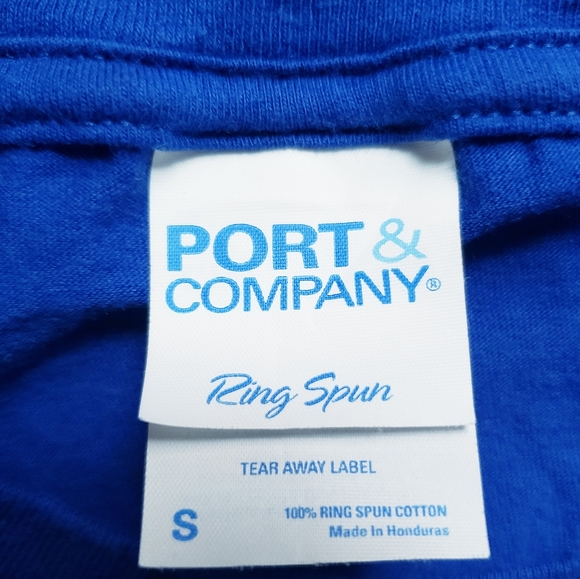 PORT &
COMPANY®
Ring Spun
TEAR AWAY LABEL
S
100% RING SPUN COTTON
Made In Honduras